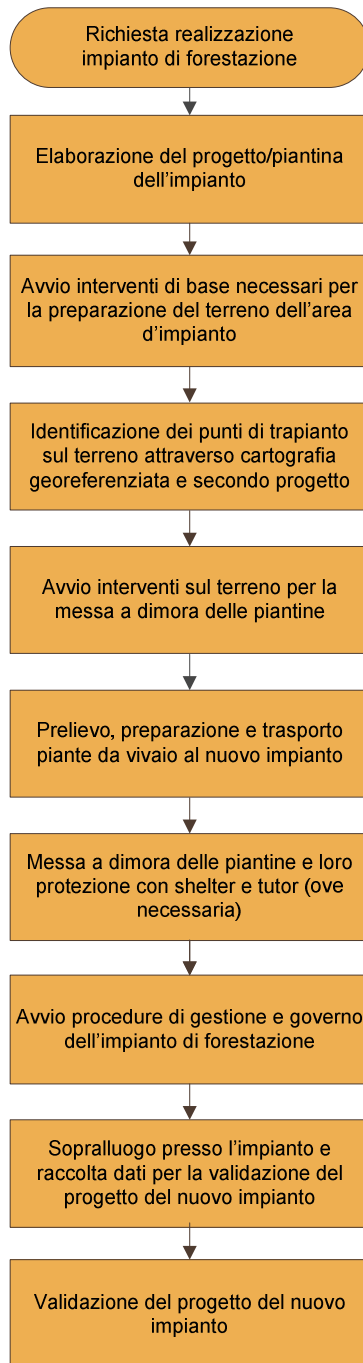 Richiesta realizzazione
impianto di forestazione
Elaborazione del progetto/piantina
dell'impianto
Avvio interventi di base necessari per
la preparazione del terreno dell'area
d'impianto
Identificazione dei punti di trapianto
sul terreno attraverso cartografia
georeferenziata e secondo progetto
Avvio interventi sul terreno per la
messa a dimora delle piantine
Prelievo, preparazione e trasporto
piante da vivaio al nuovo impianto
Messa a dimora delle piantine e loro
protezione con shelter e tutor (ove
necessaria)
Avvio procedure di gestione e governo
dell'impianto di forestazione
Sopralluogo presso l'impianto e
raccolta dati per la validazione del
progetto del nuovo impianto
Validazione del progetto del nuovo
impianto